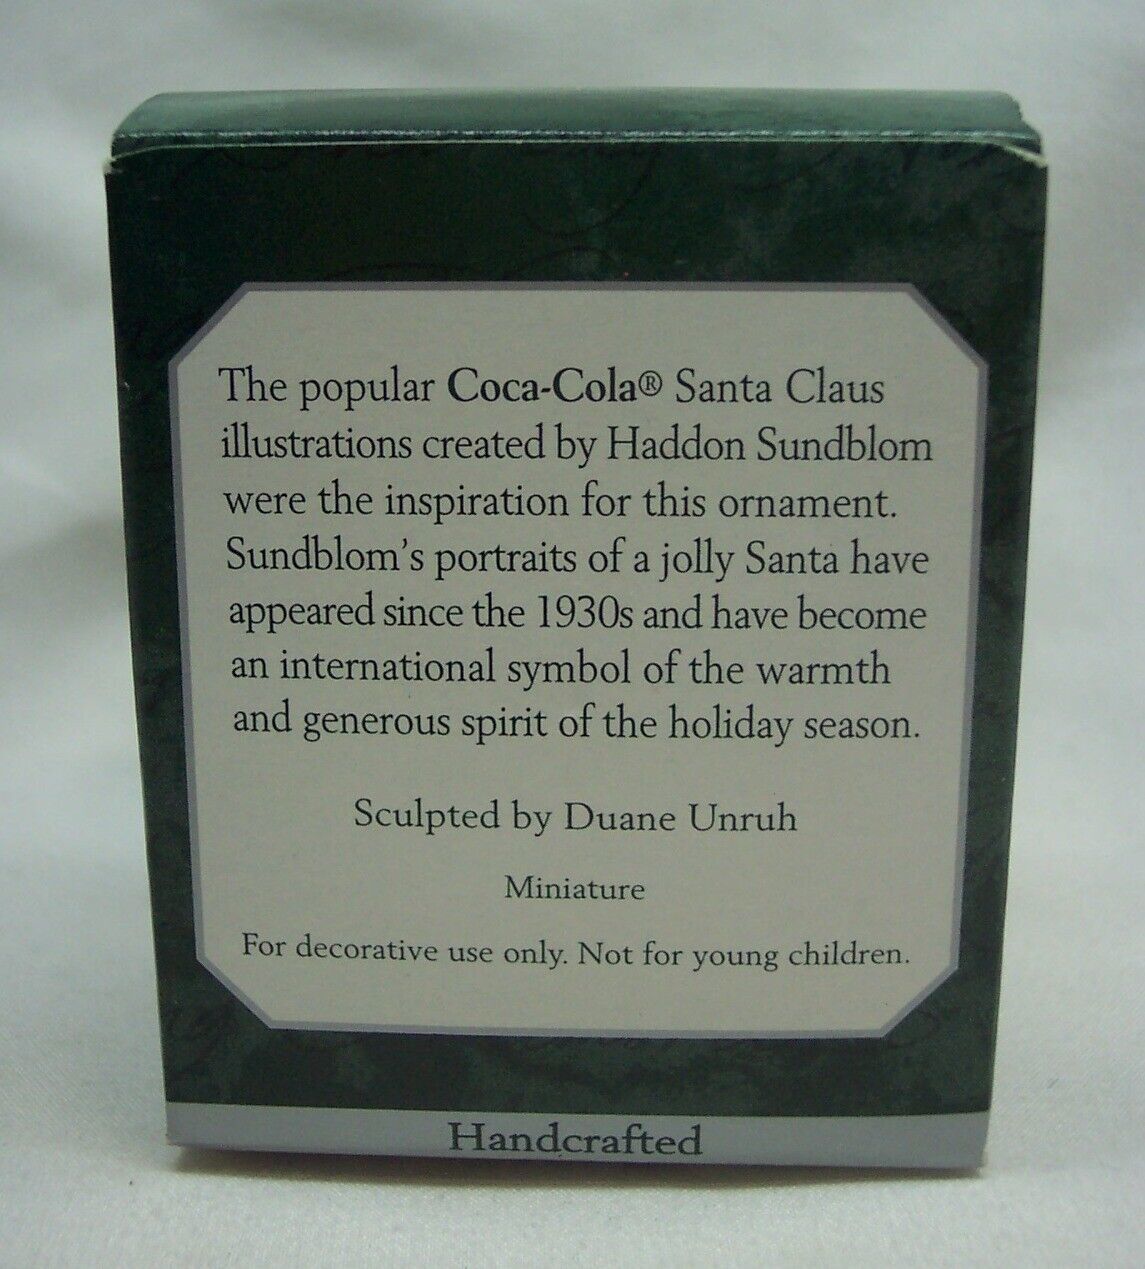 The popular Coca-Cola® Santa Claus
illustrations created by Haddon Sundblom
were the inspiration for this ornament.
Sundblom's portraits of a jolly Santa have
appeared since the 1930s and have become
an international symbol of the warmth
and generous spirit of the holiday season.
Sculpted by Duane Unruh
Miniature
For decorative use only. Not for young children.
Handcrafted